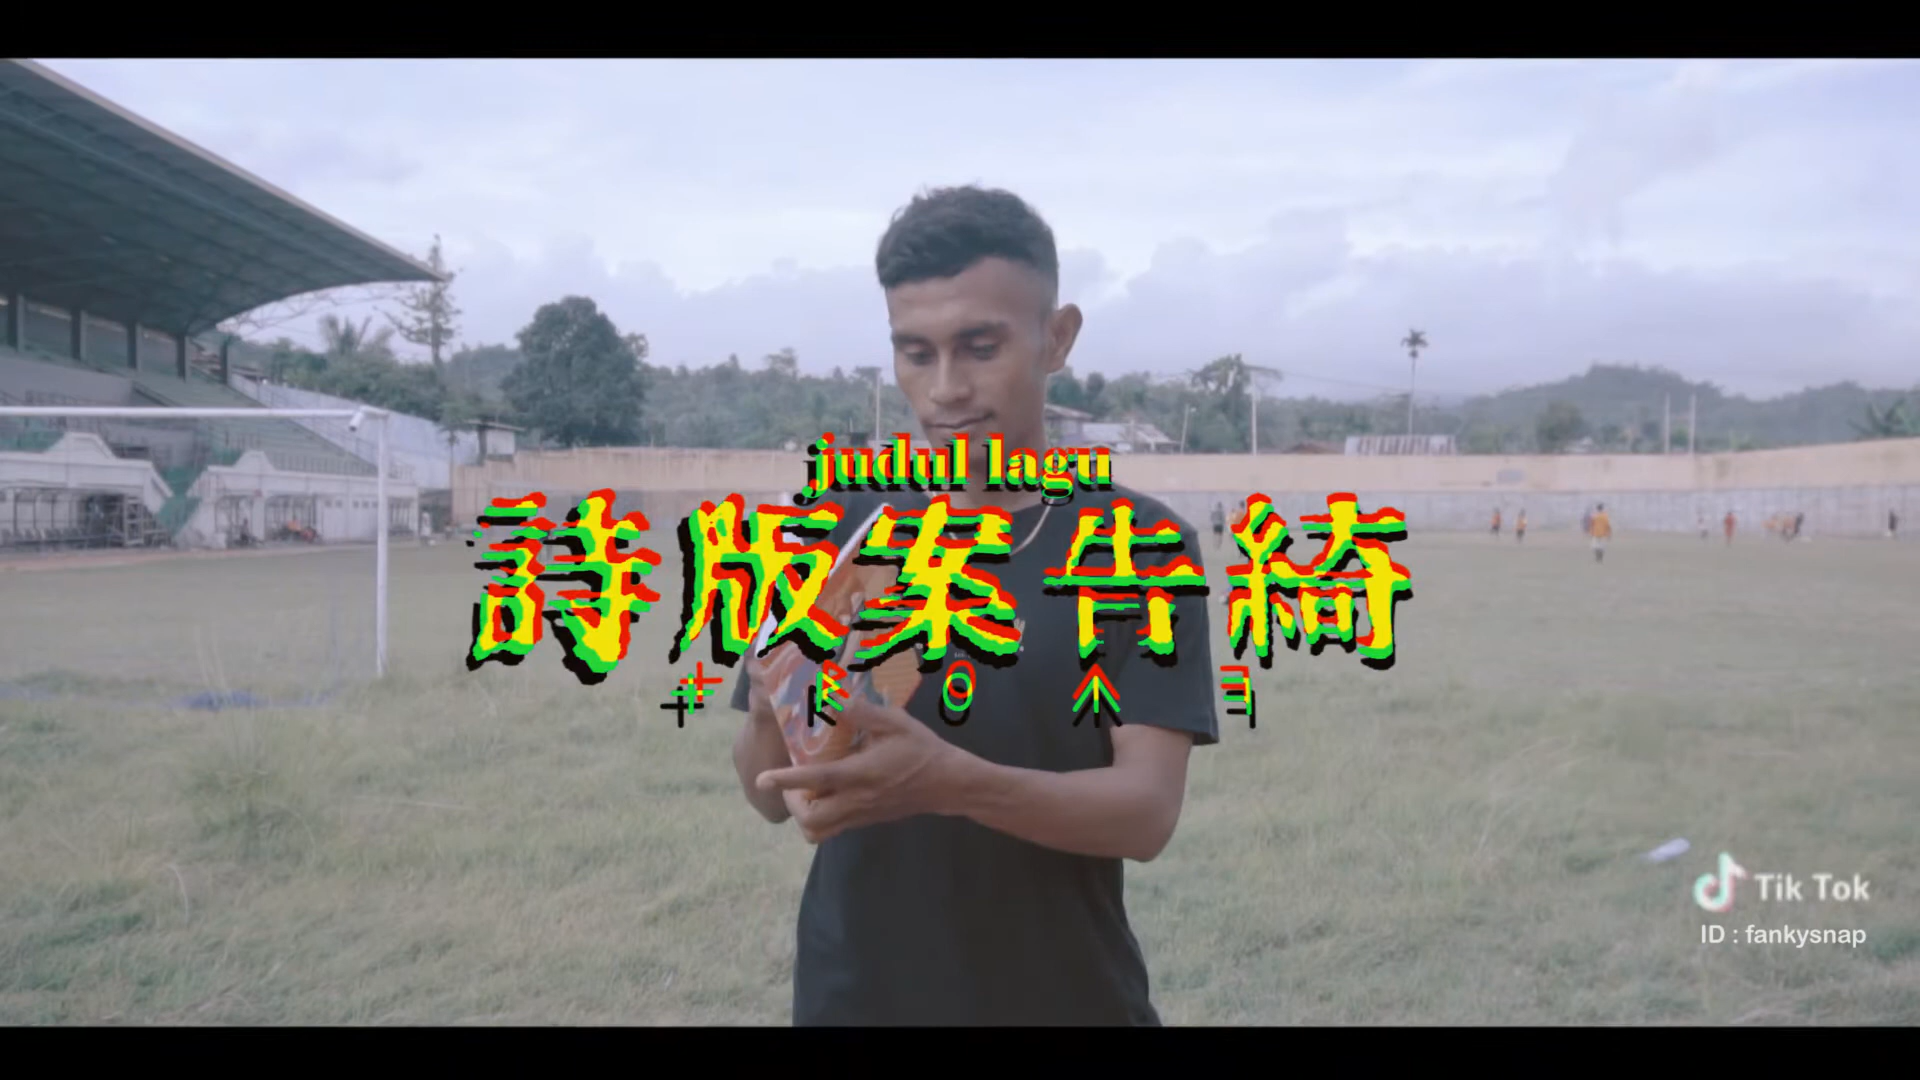 judul lagu
詩版案告綺
Tik Tok
ID : fankysnap